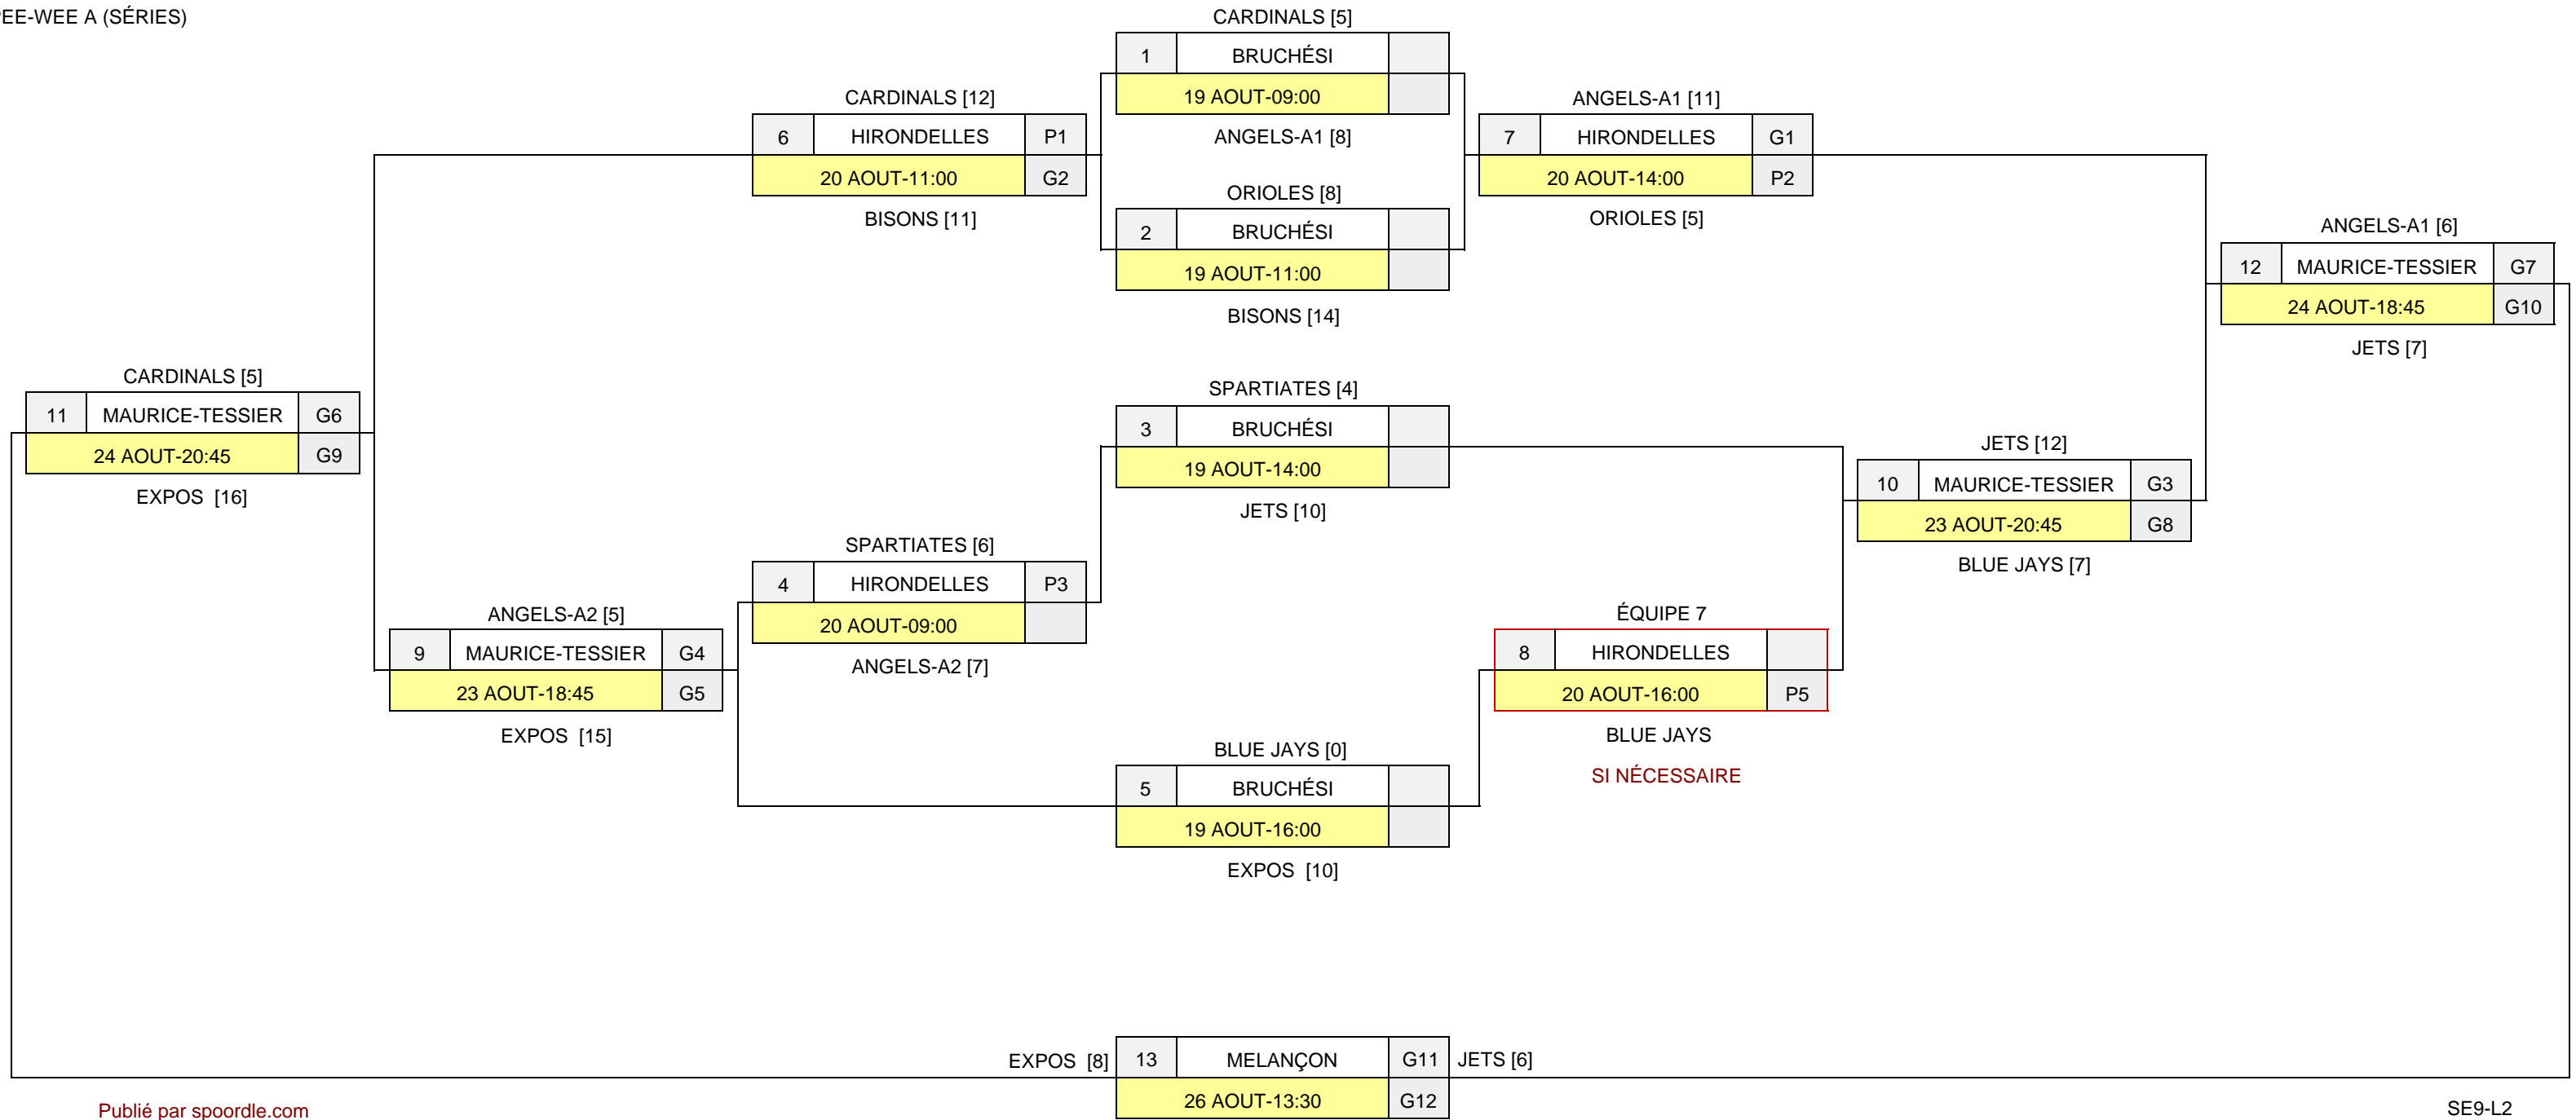 PEE-WEE A (SÉRIES)
CARDINALS [5]
1 BRUCHÉSI
19 AOUT-09:00
ANGELS-A1 [8]
CARDINALS [12]
6 HIRONDELLES P1
20 AOUT-11:00 G2
BISONS [11]
ANGELS-A1 [11]
7 HIRONDELLES G1
20 AOUT-14:00 P2
ORIOLES [5]
ORIOLES [8]
2 BRUCHÉSI
19 AOUT-11:00
BISONS [14]
ANGELS-A1 [6]
12 MAURICE-TESSIER G7
24 AOUT-18:45 G10
JETS [7]
CARDINALS [5]
11 MAURICE-TESSIER G6
24 AOUT-20:45 G9
EXPOS [16]
SPARTIATES [4]
3 BRUCHÉSI
19 AOUT-14:00
JETS [10]
JETS [12]
10 MAURICE-TESSIER G3
23 AOUT-20:45 G8
BLUE JAYS [7]
SPARTIATES [6]
4 HIRONDELLES P3
20 AOUT-09:00
ANGELS-A2 [7]
ANGELS-A2 [5]
9 MAURICE-TESSIER G4
23 AOUT-18:45 G5
EXPOS [15]
ÉQUIPE 7
8 HIRONDELLES
20 AOUT-16:00 P5
BLUE JAYS
SI NÉCESSAIRE
BLUE JAYS [0]
5 BRUCHÉSI
19 AOUT-16:00
EXPOS [10]
EXPOS [8] 13 MELANÇON G11 JETS [6]
26 AOUT-13:30 G12
Publié par spoordle.com
SE9-L2